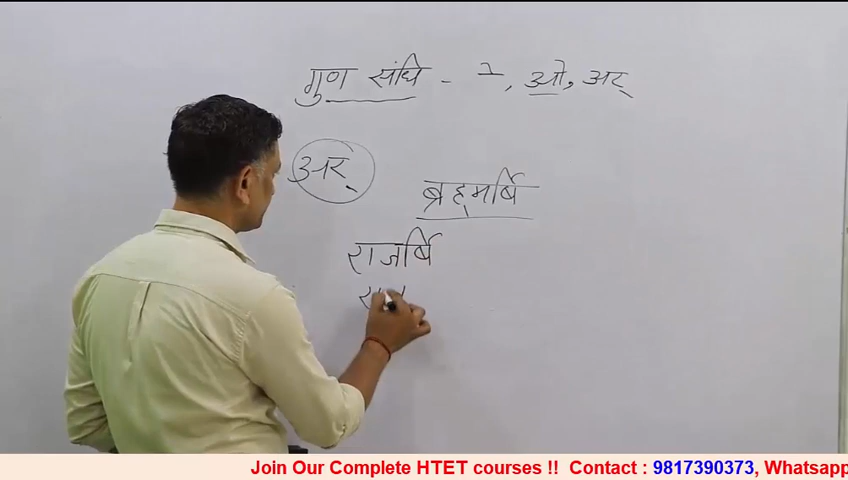 गुण संधि - े, ओ, अर्
अर्
ब्रह्मर्षि
राजर्षि
Join Our Complete HTET courses !! Contact : 9817390373, Whatsapp